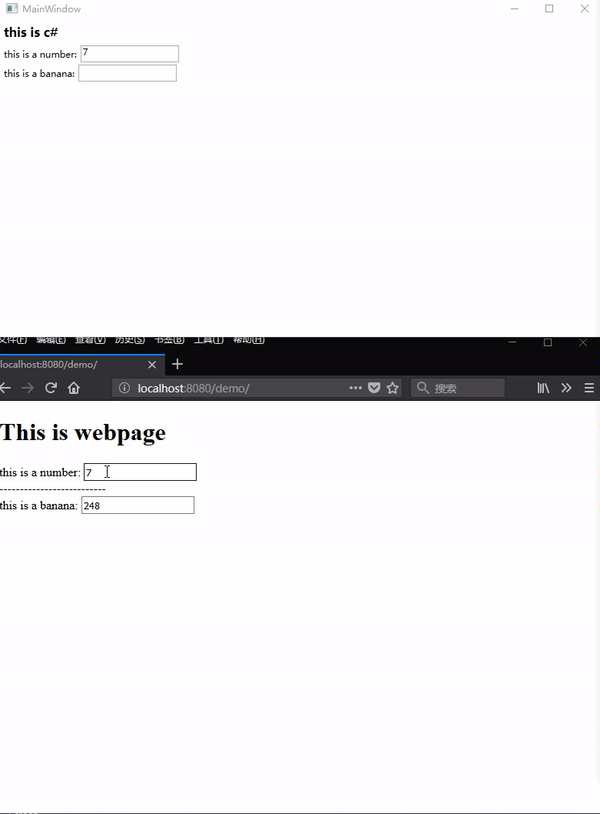 MainWindow
this is c#
this is a number: 7
this is a banana:
文件(F) 编辑(E) 查看(V) 历史(S) 书签(B) 工具(T) 帮助(H)
localhost:8080/demo/
localhost:8080/demo/ 搜索
This is webpage
this is a number: 7
--------------------------
this is a banana: 248